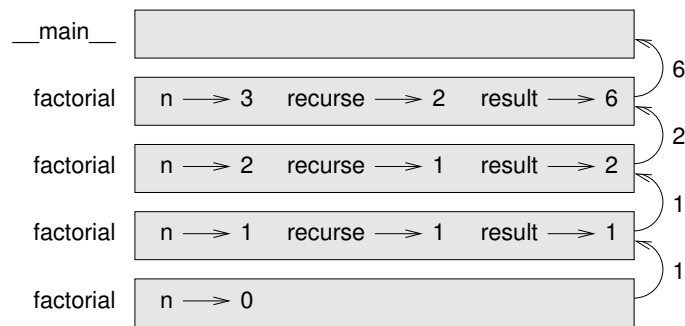 __main__
6
factorial n 3 recurse 2 result 6
2
factorial n 2 recurse 1 result 2
1
factorial n 1 recurse 1 result 1
1
factorial n 0